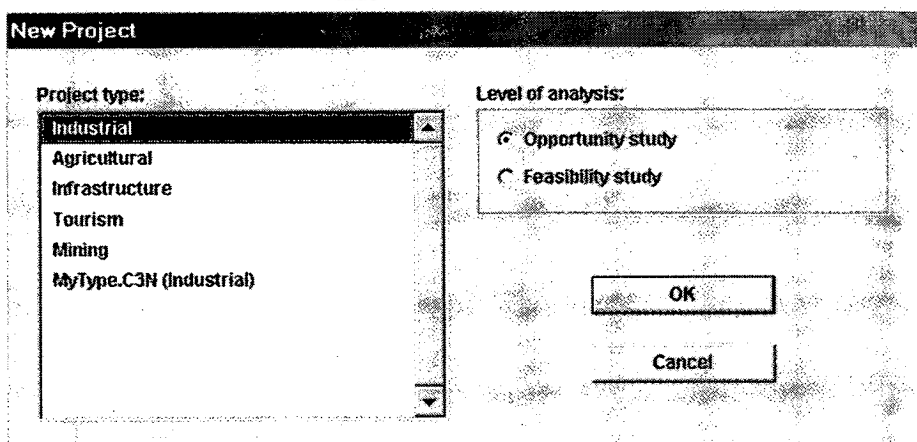 New Project
Project type:
Industrial
Agricultural
Infrastructure
Tourism
Mining
MyType.C3N (Industrial)
Level of analysis:
Opportunity study
Feasibility study
OK
Cancel